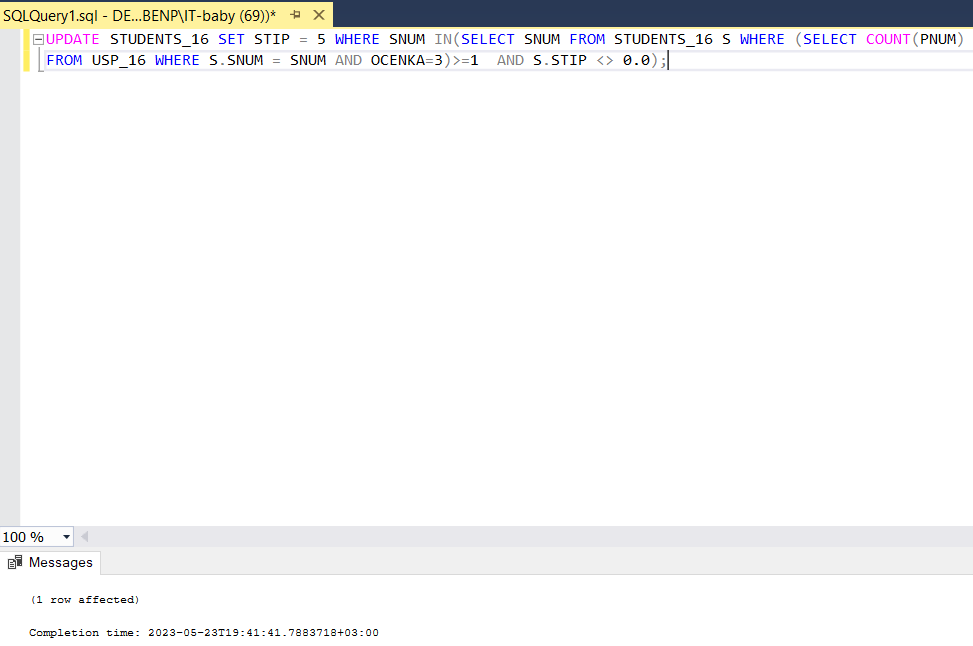 SQLQuery1.sql - DE...BENP\IT-baby (69))*
UPDATE STUDENTS_16 SET STIP = 5 WHERE SNUM IN(SELECT SNUM FROM STUDENTS_16 S WHERE (SELECT COUNT(PNUM)
FROM USP_16 WHERE S.SNUM = SNUM AND OCENKA=3)>=1  AND S.STIP <> 0.0);
100 %
Messages
(1 row affected)
Completion time: 2023-05-23T19:41:41.7883718+03:00